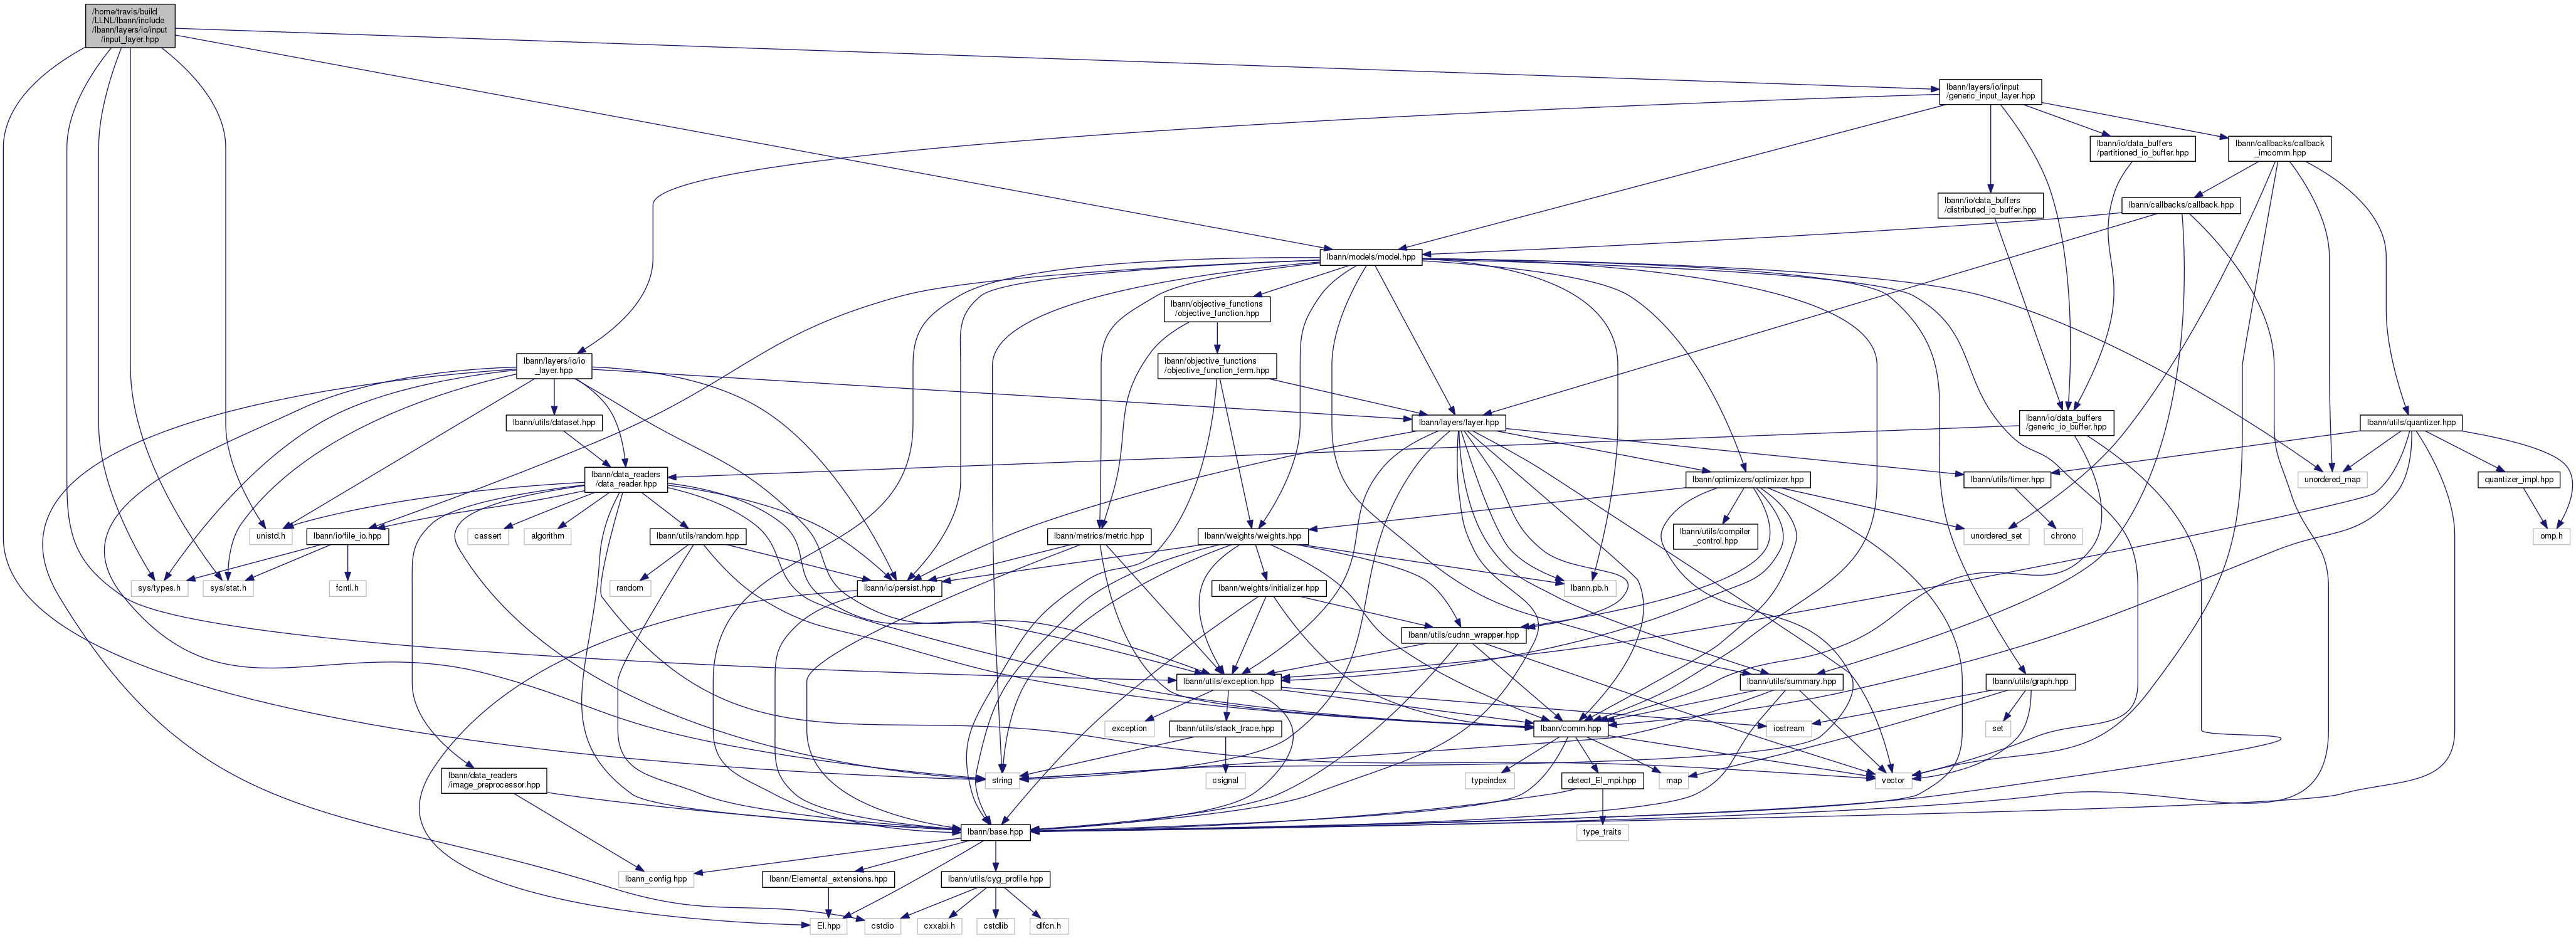 /home/travis/build
/LLNL/lbann/include
/lbann/layers/io/input
/input_layer.hpp
lbann/layers/io/input
/generic_input_layer.hpp
lbann/io/data_buffers
/partitioned_io_buffer.hpp
lbann/callbacks/callback
_imcomm.hpp
lbann/io/data_buffers
/distributed_io_buffer.hpp
lbann/callbacks/callback.hpp
lbann/models/model.hpp
lbann/objective_functions
/objective_function.hpp
lbann/layers/io/io
_layer.hpp
lbann/objective_functions
/objective_function_term.hpp
lbann/utils/dataset.hpp
lbann/layers/layer.hpp
lbann/io/data_buffers
/generic_io_buffer.hpp
lbann/utils/quantizer.hpp
lbann/data_readers
/data_reader.hpp
lbann/optimizers/optimizer.hpp
lbann/utils/timer.hpp
unordered_map
quantizer_impl.hpp
unistd.h
lbann/io/file_io.hpp
cassert
algorithm
lbann/utils/random.hpp
lbann/metrics/metric.hpp
lbann/weights/weights.hpp
lbann/utils/compiler
_control.hpp
unordered_set
chrono
omp.h
sys/types.h
sys/stat.h
fcntl.h
random
lbann/io/persist.hpp
lbann/weights/initializer.hpp
lbann.pb.h
lbann/utils/cudnn_wrapper.hpp
lbann/utils/exception.hpp
lbann/utils/summary.hpp
lbann/utils/graph.hpp
exception
lbann/utils/stack_trace.hpp
lbann/comm.hpp
iostream
set
lbann/data_readers
/image_preprocessor.hpp
string
csignal
typeindex
detect_El_mpi.hpp
map
vector
lbann/base.hpp
type_traits
lbann_config.hpp
lbann/Elemental_extensions.hpp
lbann/utils/cyg_profile.hpp
El.hpp
cstdio
cxxabi.h
cstdlib
dlfcn.h